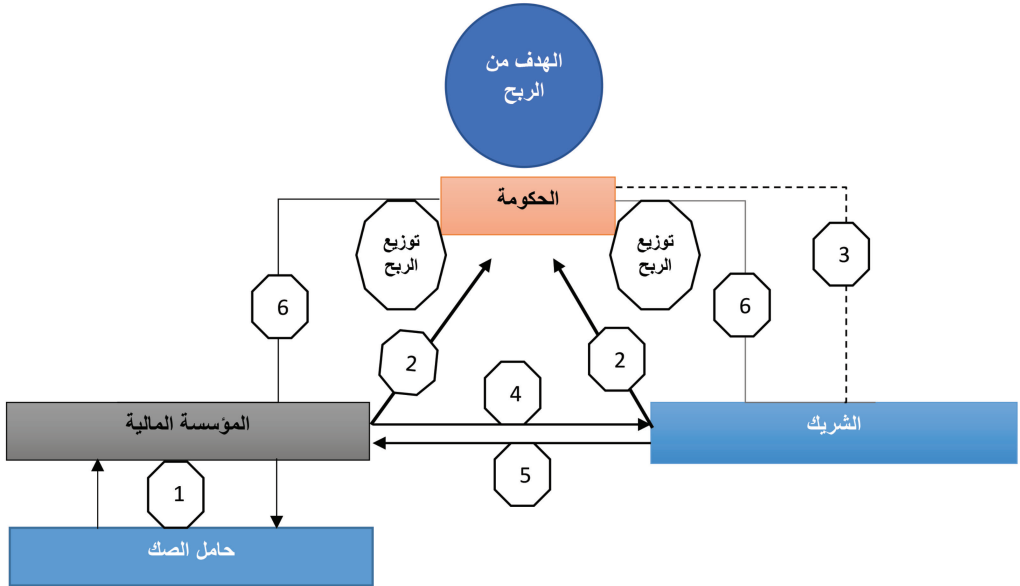 الهدف من
الربح
الحكومة
توزيع
الربح
توزيع
الربح
3
6
6
2
2
4
المؤسسة المالية
الشريك
5
1
حامل الصك